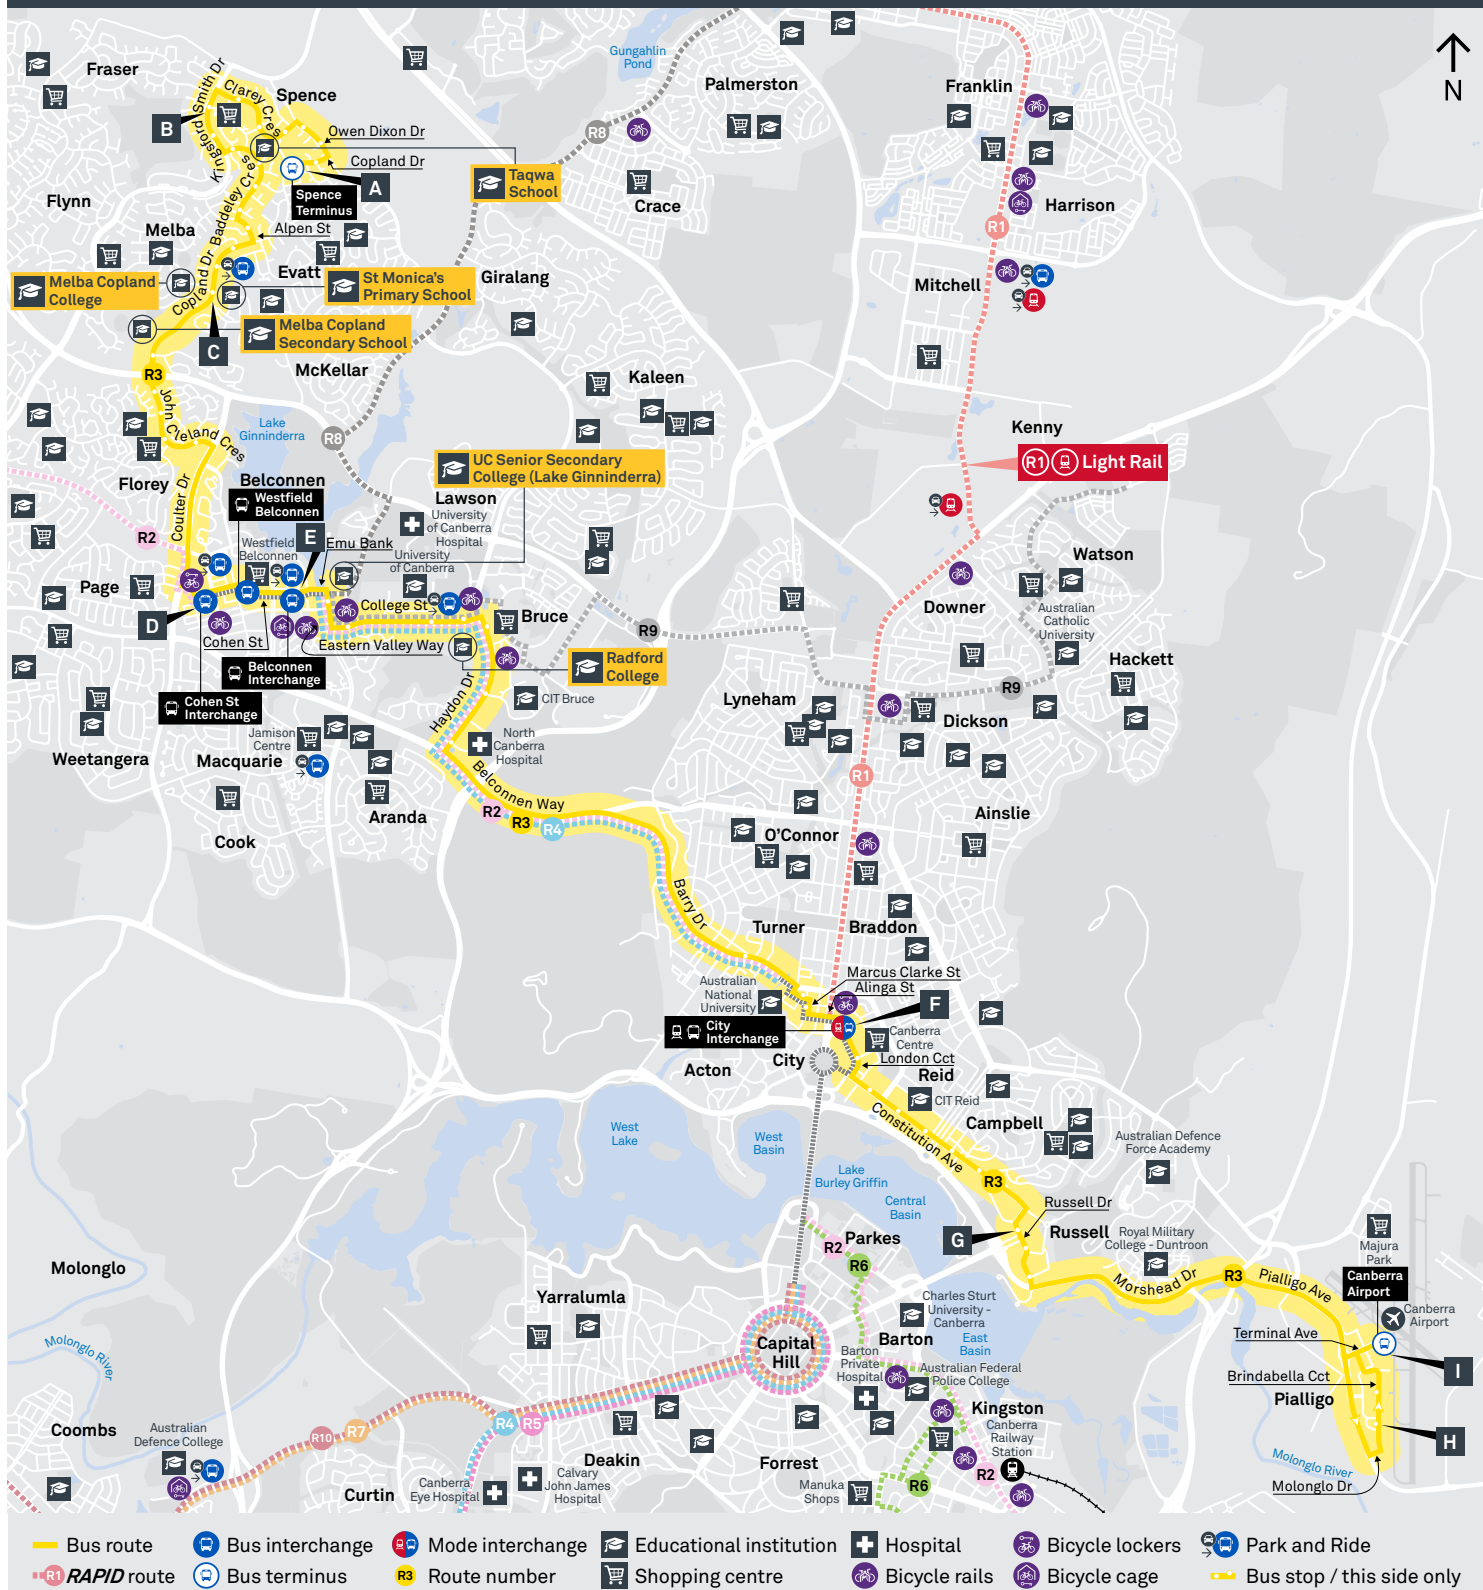 Fraser
Spence
Kingsford Smith Dr
Clarey Cres
B
Owen Dixon Dr
Copland Dr
A
Spence
Terminus
Flynn
Baddeley Cres
Melba
Alpen St
Evatt
Copland Dr
Melba Copland
College
St Monica's
Primary School
Melba Copland
Secondary School
C
R3
McKellar
Giralang
Taqwa
School
R8
Gungahlin
Pond
Palmerston
Crace
Franklin
Harrison
R1
Mitchell
N
Kaleen
Kenny
R1 Light Rail
John Cleland Cres
Lake
Ginninderra
R8
Florey
Belconnen
Westfield
Belconnen
Coulter Dr
R2
Westfield
Belconnen
E
Emu Bank
UC Senior Secondary
College (Lake Ginninderra)
Lawson
University
of Canberra
Hospital
University
of Canberra
Page
D
Cohen St
College St
Eastern Valley Way
Bruce
Belconnen
Interchange
Cohen St
Interchange
Radford
College
R9
Watson
Downer
Australian
Catholic
University
Hackett
R9
Lyneham
Dickson
Haydon Dr
CIT Bruce
North
Canberra
Hospital
Jamison
Centre
Macquarie
Weetangera
Cook
Aranda
Belconnen Way
R2
R3
R4
R1
O'Connor
Ainslie
Barry Dr
Turner
Braddon
Marcus Clarke St
Alinga St
Australian
National
University
F
City
Interchange
Canberra
Centre
London Cct
City
Acton
Reid
CIT Reid
Constitution Ave
Campbell
Australian Defence
Force Academy
West
Lake
West
Basin
Lake
Burley Griffin
Central
Basin
R3
Russell Dr
G
Russell
Royal Military
College - Duntroon
Majura
Park
Morshead Dr
R3
Pialligo Ave
Canberra
Airport
Canberra
Airport
Terminal Ave
I
Brindabella Cct
Pialligo
H
Molonglo River
Molonglo Dr
R2
Parkes
R6
Molonglo
Molonglo River
Yarralumla
Capital
Hill
Charles Sturt
University -
Canberra
Barton
East
Basin
Barton
Private
Hospital
Australian Federal
Police College
Kingston
Canberra
Railway
Station
R2
R6
Manuka
Shops
Forrest
Deakin
Calvary
John James
Hospital
Canberra
Eye Hospital
R4
R5
R7
R10
Curtin
Coombs
Australian
Defence College
Bus route
Bus interchange
Mode interchange
Educational institution
Hospital
Bicycle lockers
Park and Ride
R1 RAPID route
Bus terminus
R3 Route number
Shopping centre
Bicycle rails
Bicycle cage
Bus stop / this side only